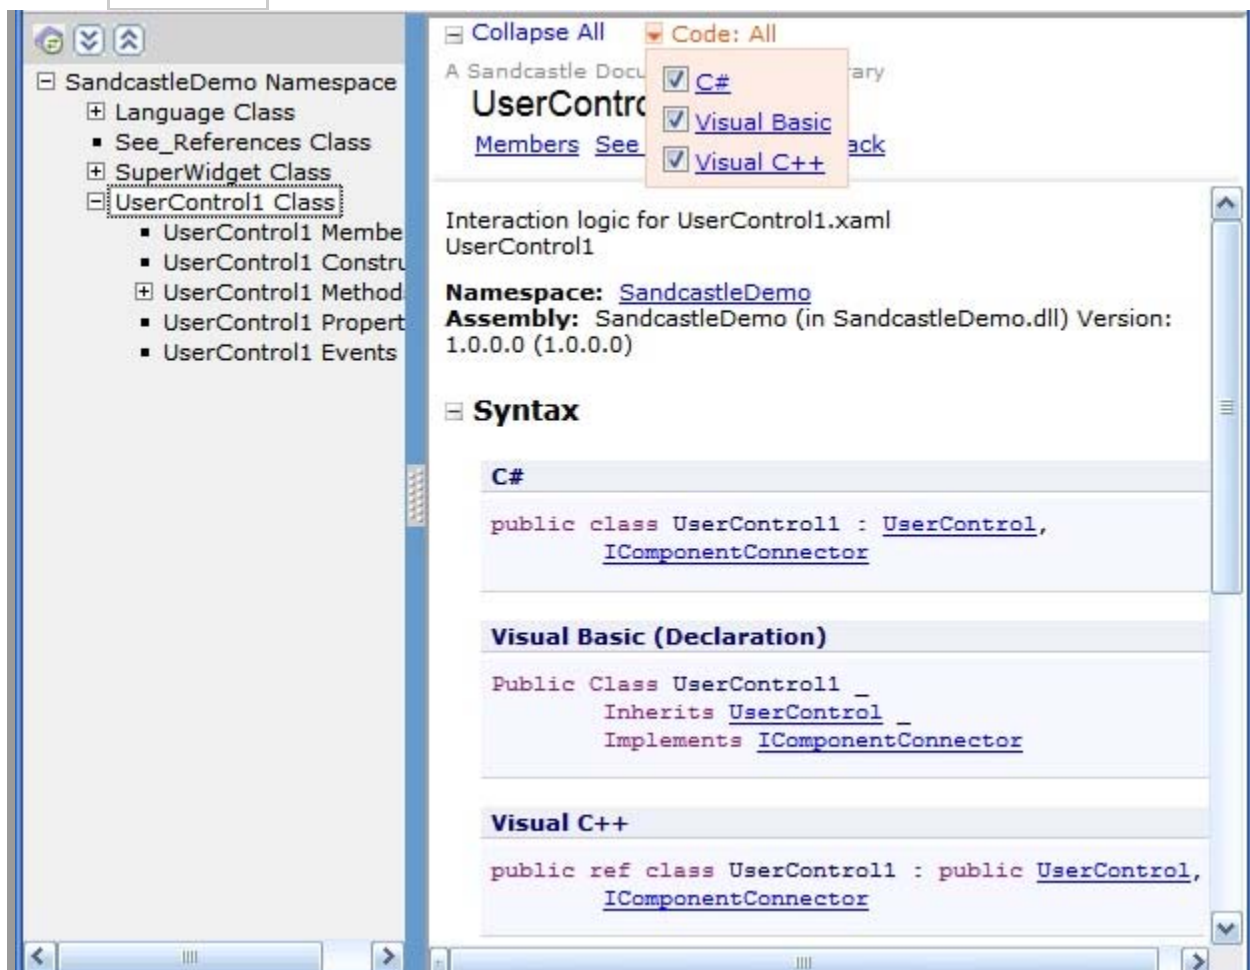 SandcastleDemo Namespace
Language Class
See_References Class
SuperWidget Class
UserControl1 Class
UserControl1 Membe
UserControl1 Constru
UserControl1 Method
UserControl1 Propert
UserControl1 Events
Collapse All Code: All
A Sandcastle Docu ary
UserContro
Members See ack
C#
Visual Basic
Visual C++
Interaction logic for UserControl1.xaml
UserControl1
Namespace: SandcastleDemo
Assembly: SandcastleDemo (in SandcastleDemo.dll) Version:
1.0.0.0 (1.0.0.0)
Syntax
C#
public class UserControl1 : UserControl,
IComponentConnector
Visual Basic (Declaration)
Public Class UserControl1 _
Inherits UserControl _
Implements IComponentConnector
Visual C++
public ref class UserControl1 : public UserControl,
IComponentConnector